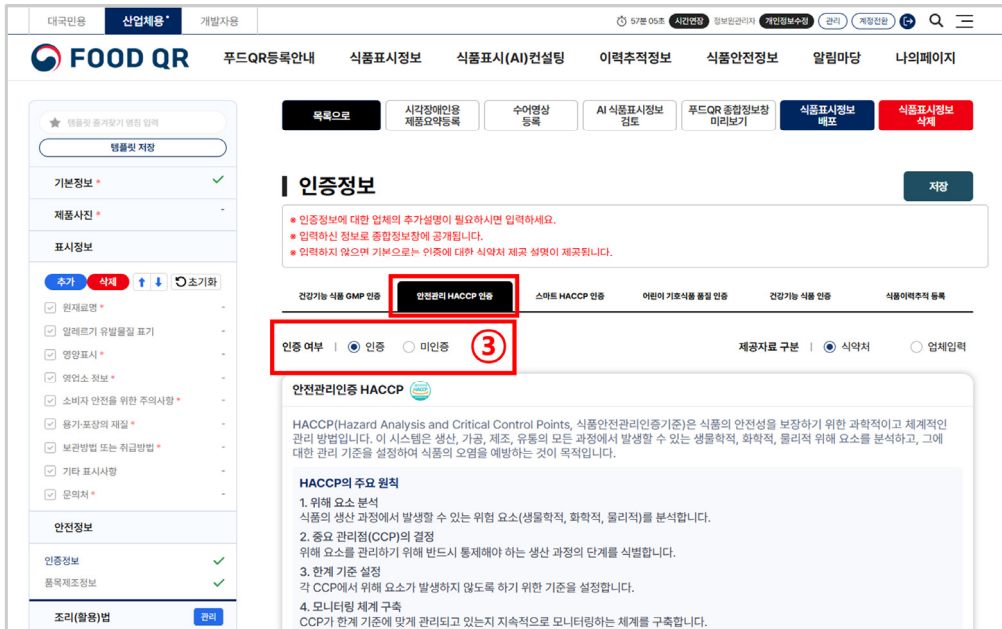 대국민용 산업체용 개발자용
57분 05초 시간연장 정보원관리자 개인정보수정 관리 계정전환
FOOD QR 푸드QR등록안내 식품표시정보 식품표시(AI)컨설팅 이력추적정보 식품안전정보 알림마당 나의페이지
템플릿 즐겨찾기 명칭 입력
템플릿 저장
기본정보 *
제품사진 *
표시정보
추가 삭제 초기화
원재료명 *
알레르기 유발물질 표기
영양표시 *
영업소 정보 *
소비자 안전을 위한 주의사항 *
용기·포장의 재질 *
보관방법 또는 취급방법 *
기타 표시사항
문의처 *
안전정보
인증정보
품목제조정보
조리(활용)법 관리
목록으로
시각장애인용
제품요약등록
수어영상
등록
AI 식품표시정보
검토
푸드QR 종합정보창
미리보기
식품표시정보
배포
식품표시정보
삭제
인증정보 저장
※ 인증정보에 대한 업체의 추가설명이 필요하시면 입력하세요.
※ 입력하신 정보로 종합정보창에 공개됩니다.
※ 입력하지 않으면 기본으로는 인증에 대한 식약처 제공 설명이 제공됩니다.
건강기능 식품 GMP 인증 안전관리 HACCP 인증 스마트 HACCP 인증 어린이 기호식품 품질 인증 건강기능 식품 인증 식품이력추적 등록
인증 여부 | 인증 미인증 ③ 제공자료 구분 | 식약처 업체입력
안전관리인증 HACCP HACCP
HACCP(Hazard Analysis and Critical Control Points, 식품안전관리인증기준)은 식품의 안전성을 보장하기 위한 과학적이고 체계적인
관리 방법입니다. 이 시스템은 생산, 가공, 제조, 유통의 모든 과정에서 발생할 수 있는 생물학적, 화학적, 물리적 위해 요소를 분석하고, 그에
대한 관리 기준을 설정하여 식품의 오염을 예방하는 것이 목적입니다.
HACCP의 주요 원칙
1. 위해 요소 분석
식품의 생산 과정에서 발생할 수 있는 위험 요소(생물학적, 화학적, 물리적)를 분석합니다.
2. 중요 관리점(CCP)의 결정
위해 요소를 관리하기 위해 반드시 통제해야 하는 생산 과정의 단계를 식별합니다.
3. 한계 기준 설정
각 CCP에서 위해 요소가 발생하지 않도록 하기 위한 기준을 설정합니다.
4. 모니터링 체계 구축
CCP가 한계 기준에 맞게 관리되고 있는지 지속적으로 모니터링하는 체계를 구축합니다.